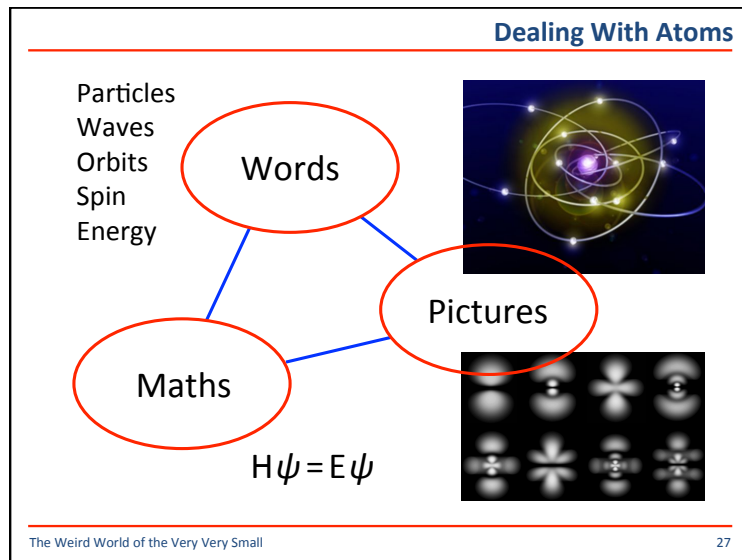 Dealing With Atoms
Particles
Waves
Orbits
Spin
Energy
Words
Pictures
Maths
Hψ=Eψ
The Weird World of the Very Very Small
27